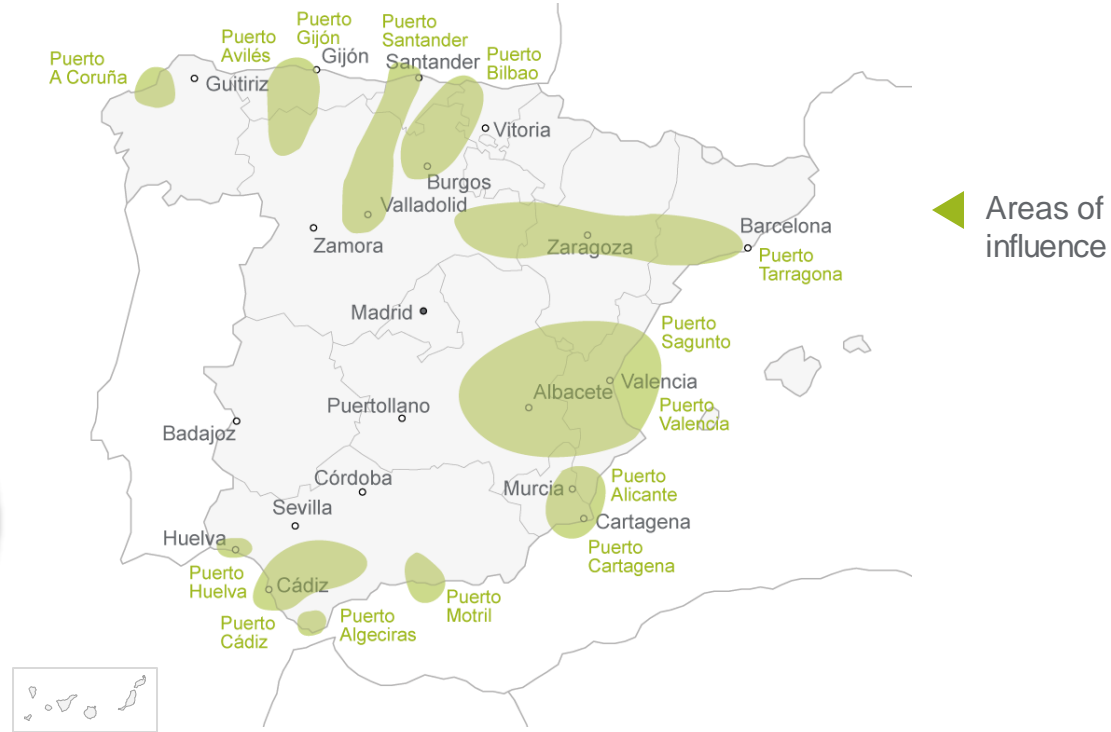 Puerto
A Coruña
Guitiriz
Puerto
Avilés
Puerto
Gijón
Gijón
Puerto
Santander
Santander
Puerto
Bilbao
Vitoria
Burgos
Valladolid
Zamora
Zaragoza
Barcelona
Puerto
Tarragona
Areas of
influence
Madrid
Puerto
Sagunto
Albacete
Valencia
Puerto
Valencia
Puertollano
Badajoz
Córdoba
Sevilla
Murcia
Puerto
Alicante
Cartagena
Puerto
Cartagena
Huelva
Puerto
Huelva
Cádiz
Puerto
Cádiz
Puerto
Algeciras
Puerto
Motril